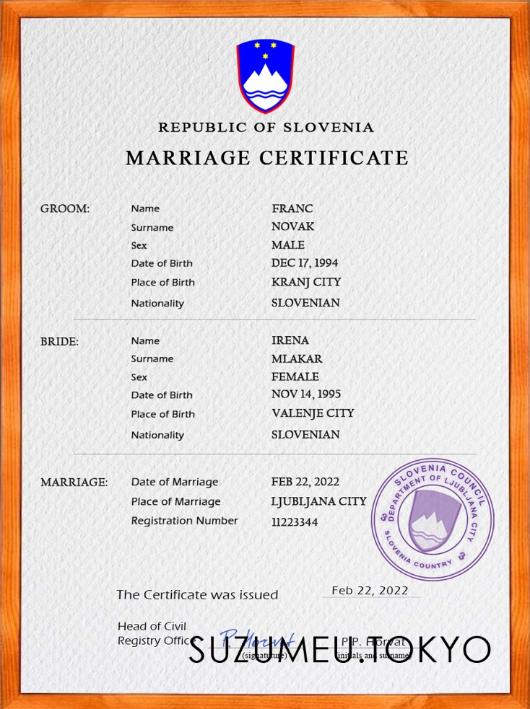 REPUBLIC OF SLOVENIA
MARRIAGE CERTIFICATE
GROOM: Name FRANC
Surname NOVAK
Sex MALE
Date of Birth DEC 17, 1994
Place of Birth KRANJ CITY
Nationality SLOVENIAN
BRIDE: Name IRENA
Surname MLAKAR
Sex FEMALE
Date of Birth NOV 14, 1995
Place of Birth VALENJE CITY
Nationality SLOVENIAN
MARRIAGE: Date of Marriage FEB 22, 2022
Place of Marriage LJUBLJANA CITY
Registration Number 11223344
SLOVENIA COUNCIL
DEPARTMENT OF LJUBLJANA CITY
SLOVENIA COUNTRY
The Certificate was issued Feb 22, 2022
Head of Civil
Registry Office P. Horvat P.P. Horvat
(signature) (initials and surname)
SUZUMEU.TOKYO